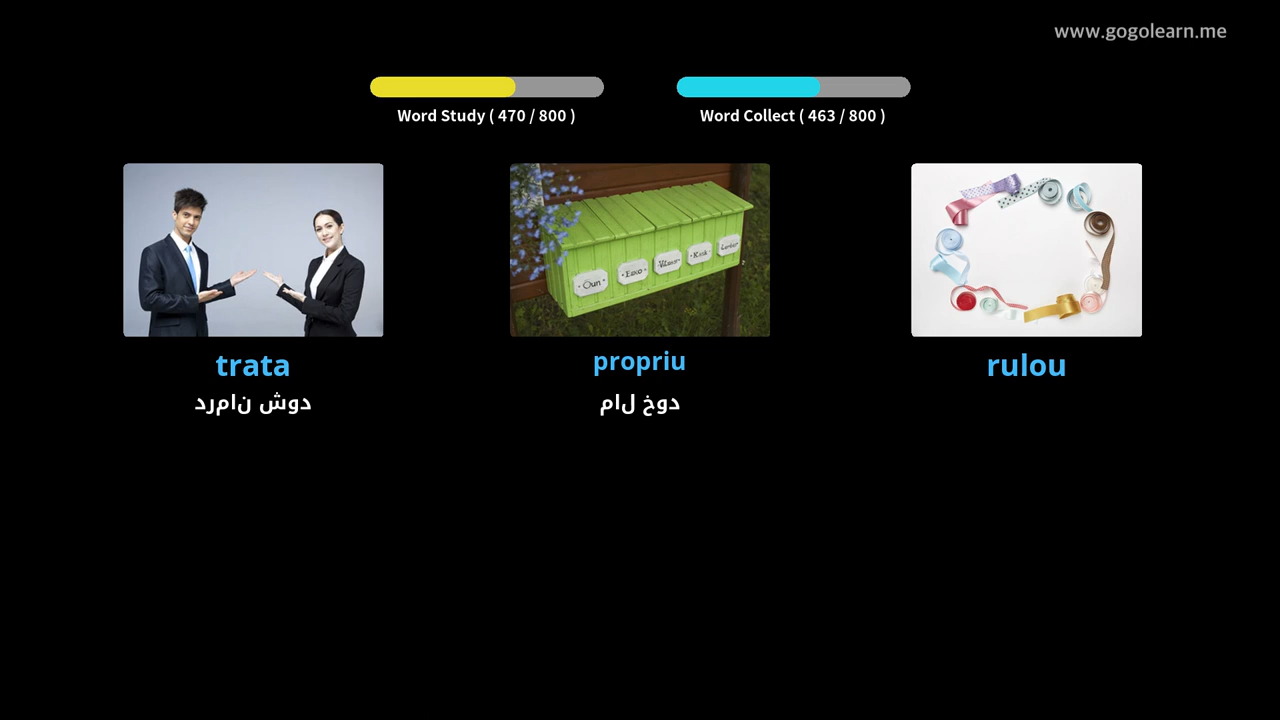 www.gogolearn.me
Word Study ( 470 / 800 )
Word Collect ( 463 / 800 )
trata
دوش نامرد
propriu
دوخ لام
rulou